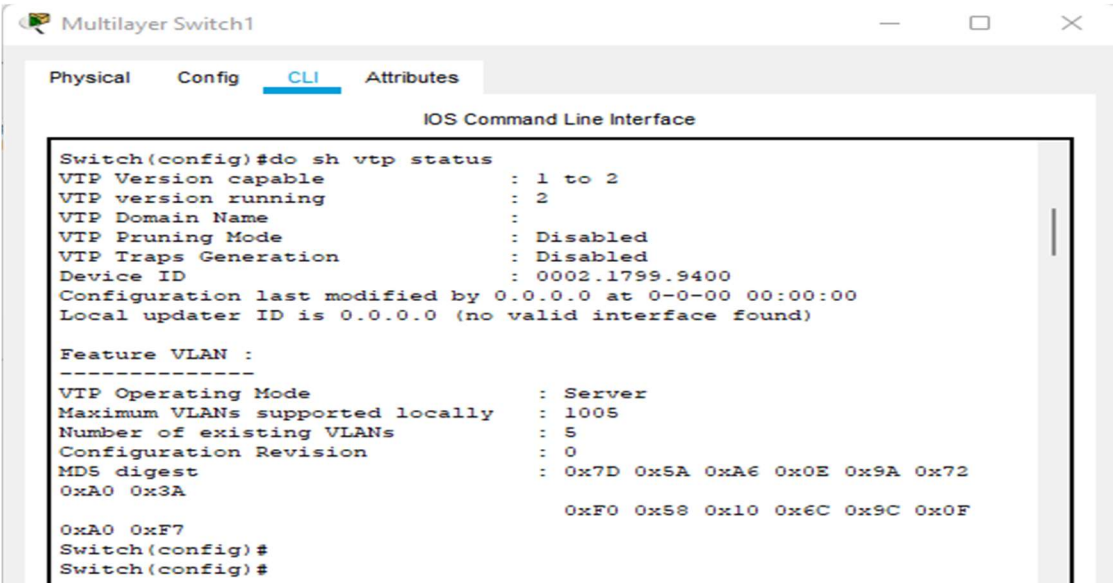 Multilayer Switch1
Physical Config CLI Attributes
IOS Command Line Interface
Switch(config)#do sh vtp status
VTP Version capable : 1 to 2
VTP version running : 2
VTP Domain Name :
VTP Pruning Mode : Disabled
VTP Traps Generation : Disabled
Device ID : 0002.1799.9400
Configuration last modified by 0.0.0.0 at 0-0-00 00:00:00
Local updater ID is 0.0.0.0 (no valid interface found)
Feature VLAN :
--------------
VTP Operating Mode : Server
Maximum VLANs supported locally : 1005
Number of existing VLANs : 5
Configuration Revision : 0
MD5 digest : 0x7D 0x5A 0xA6 0x0E 0x9A 0x72
0xA0 0x3A
0xF0 0x58 0x10 0x6C 0x9C 0x0F
0xA0 0xF7
Switch(config)#
Switch(config)#